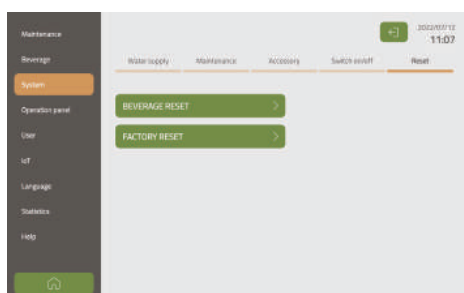 Maintenance
Beverage
System
Operation panel
User
IoT
Language
Statistics
Help
2022/07/12
11:07
Water supply
Maintenance
Accessory
Switch on/off
Reset
BEVERAGE RESET
FACTORY RESET